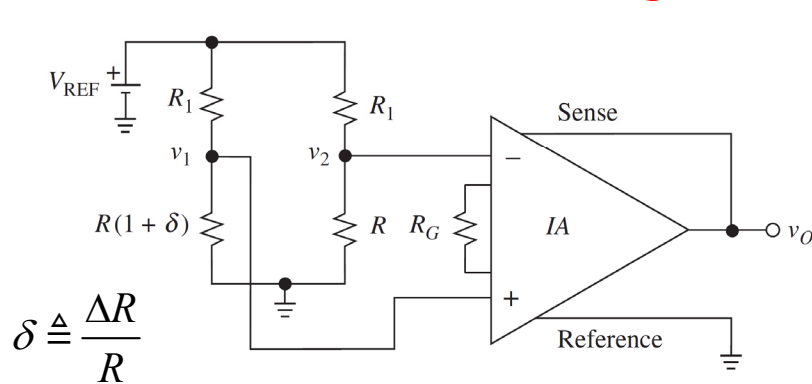 V_REF
+
R_1
R_1
v_1
v_2
R(1 + δ)
R
R_G
−
+
IA
Sense
Reference
v_O
δ ≜ ΔR/R